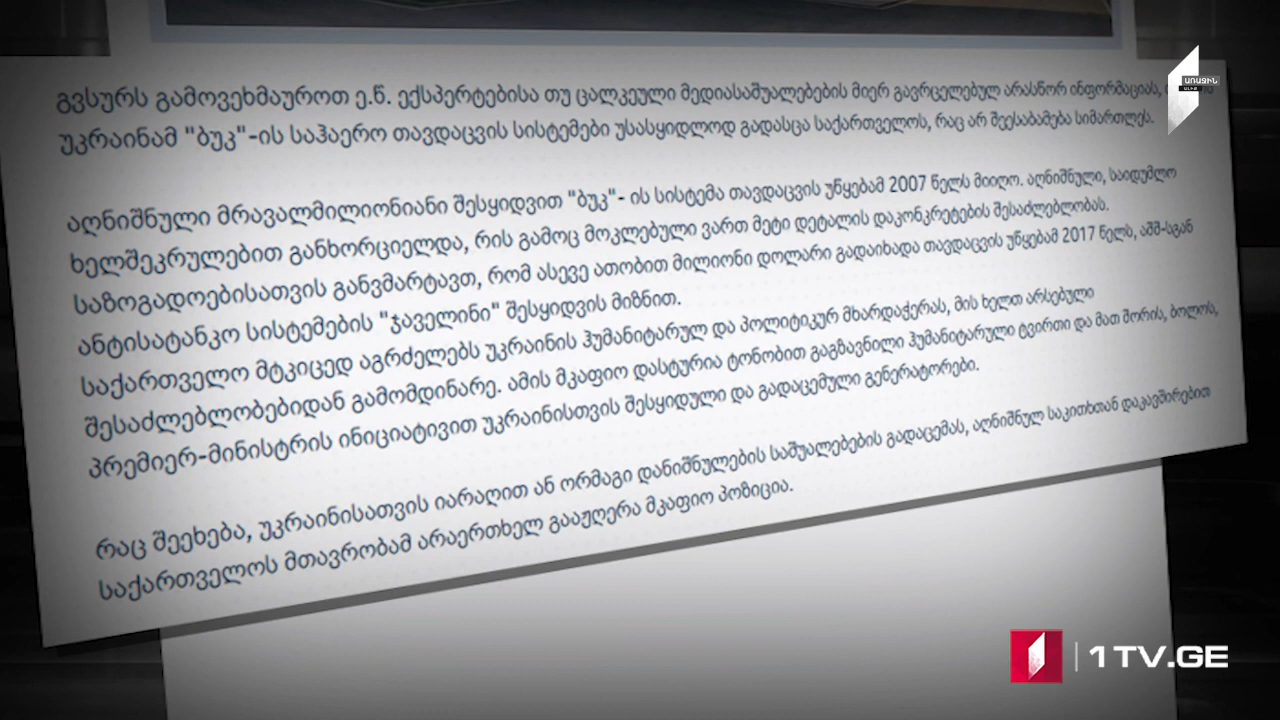 გვსურს გამოვეხმაუროთ ე.წ. ექსპერტებისა თუ ცალკეული მედიასაშუალებების მიერ გავრცელებულ არასწორ ინფორმაციას,
უკრაინამ "ბუკ"-ის საჰაერო თავდაცვის სისტემები უსასყიდლოდ გადასცა საქართველოს, რაც არ შეესაბამება სიმართლეს.
აღნიშნული მრავალმილიონიანი შესყიდვით "ბუკ"- ის სისტემა თავდაცვის უწყებამ 2007 წელს მიიღო. აღნიშნული, საიდუმლო
ხელშეკრულებით განხორციელდა, რის გამოც მოკლებული ვართ მეტი დეტალის დაკონკრეტების შესაძლებლობას.
საზოგადოებისათვის განვმარტავთ, რომ ასევე ათობით მილიონი დოლარი გადაიხადა თავდაცვის უწყებამ 2017 წელს, აშშ-სგან
ანტისატანკო სისტემების "ჯაველინი" შესყიდვის მიზნით.
საქართველო მტკიცედ აგრძელებს უკრაინის ჰუმანიტარულ და პოლიტიკურ მხარდაჭერას, მის ხელთ არსებული
შესაძლებლობებიდან გამომდინარე. ამის მკაფიო დასტურია ტონობით გაგზავნილი ჰუმანიტარული ტვირთი და მათ შორის, ბოლოს,
პრემიერ-მინისტრის ინიციატივით უკრაინისთვის შესყიდული და გადაცემული გენერატორები.
რაც შეეხება, უკრაინისათვის იარაღით ან ორმაგი დანიშნულების საშუალებების გადაცემას, აღნიშნულ საკითხთან დაკავშირებით
საქართველოს მთავრობამ არაერთხელ გააჟღერა მკაფიო პოზიცია.
ԱՌԱՋԻՆ
ԱԼԻՔ
1TV.GE